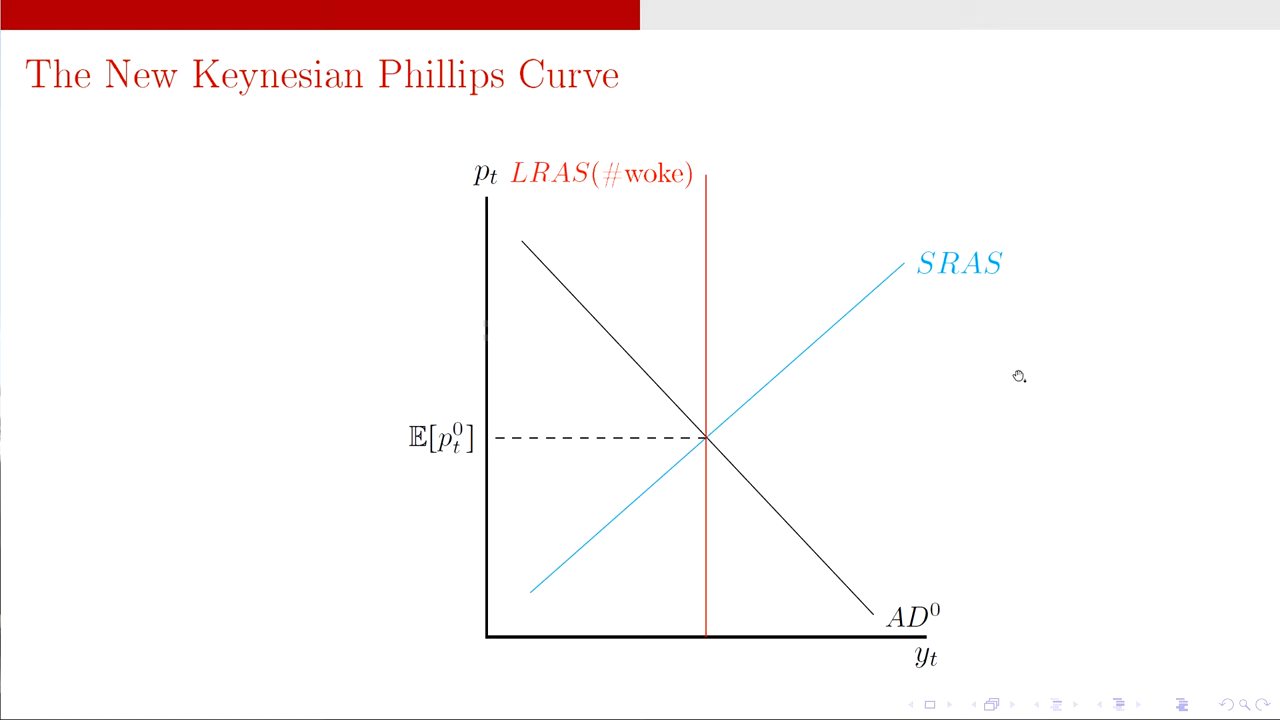 The New Keynesian Phillips Curve
p_t LRAS(#woke)
SRAS
𝔼[p_t^0]
AD^0
y_t